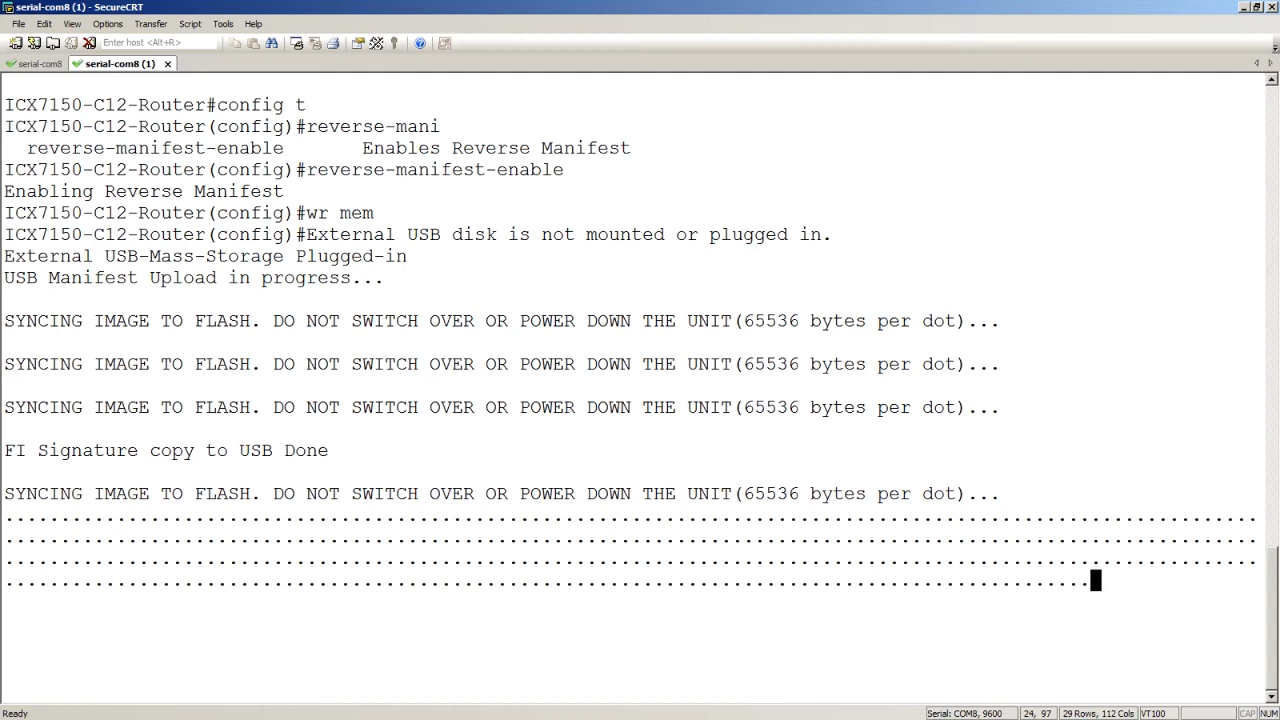 serial-com8 (1) - SecureCRT
File Edit View Options Transfer Script Tools Help
Enter host <Alt+R>
serial-com8 serial-com8 (1)
ICX7150-C12-Router#config t
ICX7150-C12-Router(config)#reverse-mani
reverse-manifest-enable Enables Reverse Manifest
ICX7150-C12-Router(config)#reverse-manifest-enable
Enabling Reverse Manifest
ICX7150-C12-Router(config)#wr mem
ICX7150-C12-Router(config)#External USB disk is not mounted or plugged in.
External USB-Mass-Storage Plugged-in
USB Manifest Upload in progress...
SYNCING IMAGE TO FLASH. DO NOT SWITCH OVER OR POWER DOWN THE UNIT(65536 bytes per dot)...
SYNCING IMAGE TO FLASH. DO NOT SWITCH OVER OR POWER DOWN THE UNIT(65536 bytes per dot)...
SYNCING IMAGE TO FLASH. DO NOT SWITCH OVER OR POWER DOWN THE UNIT(65536 bytes per dot)...
FI Signature copy to USB Done
SYNCING IMAGE TO FLASH. DO NOT SWITCH OVER OR POWER DOWN THE UNIT(65536 bytes per dot)...
................................................................................................................
................................................................................................................
................................................................................................................
.................................................................................................
Ready Serial: COM8, 9600 24, 97 29 Rows, 112 Cols VT100 CAP NUM